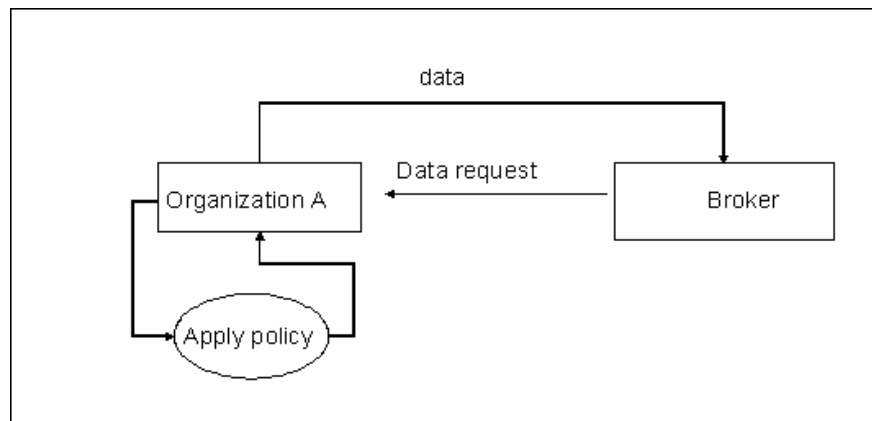 data
Data request
Organization A
Broker
Apply policy